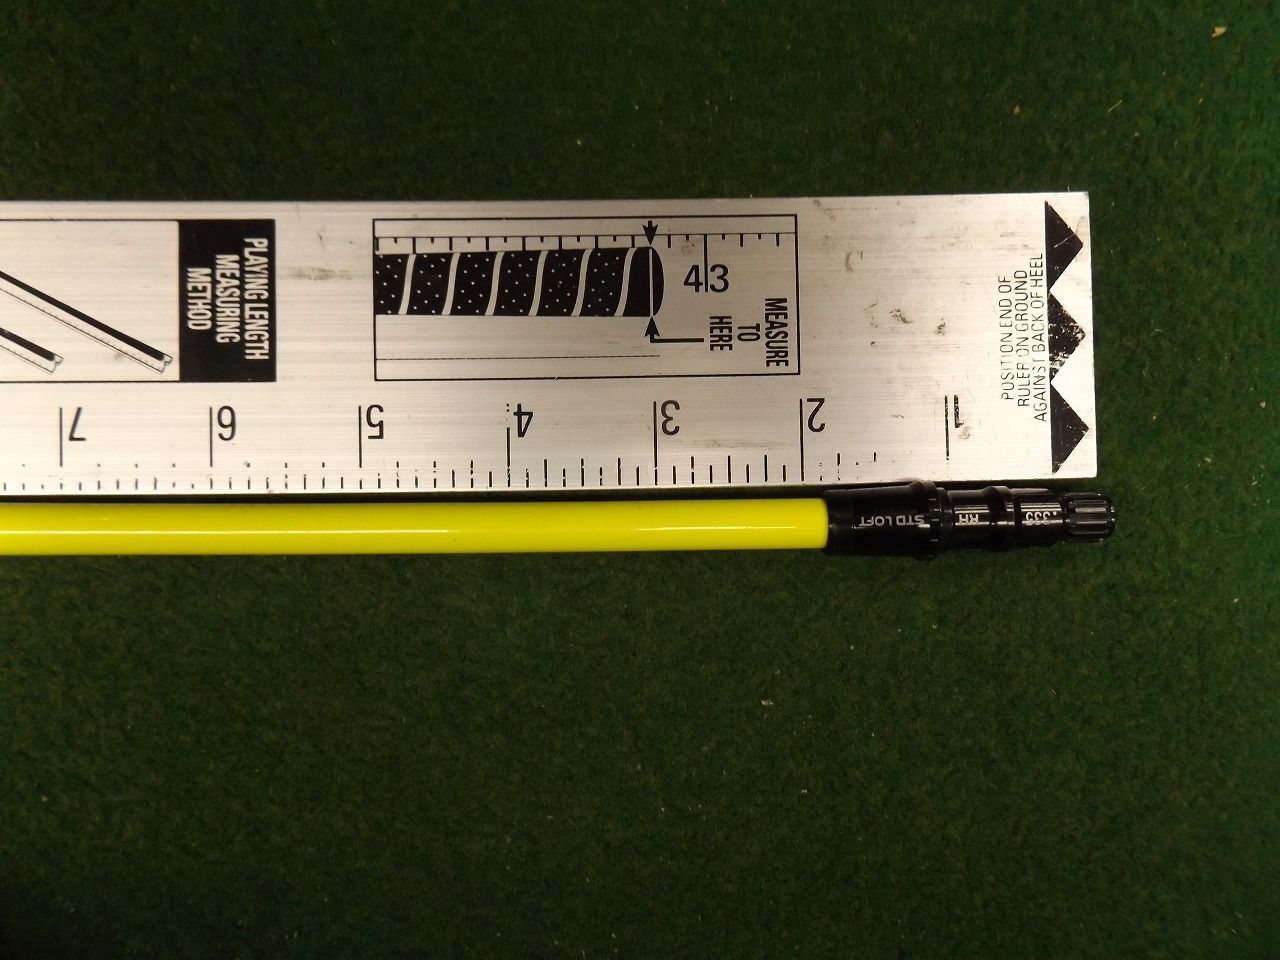 PLAYING LENGTH
MEASURING
METHOD
43
MEASURE
TO
HERE
POSITION END OF
RULER ON GROUND
AGAINST BACK OF HEEL
7
6
5
4
3
2
1
STD LOFT
RH
.335